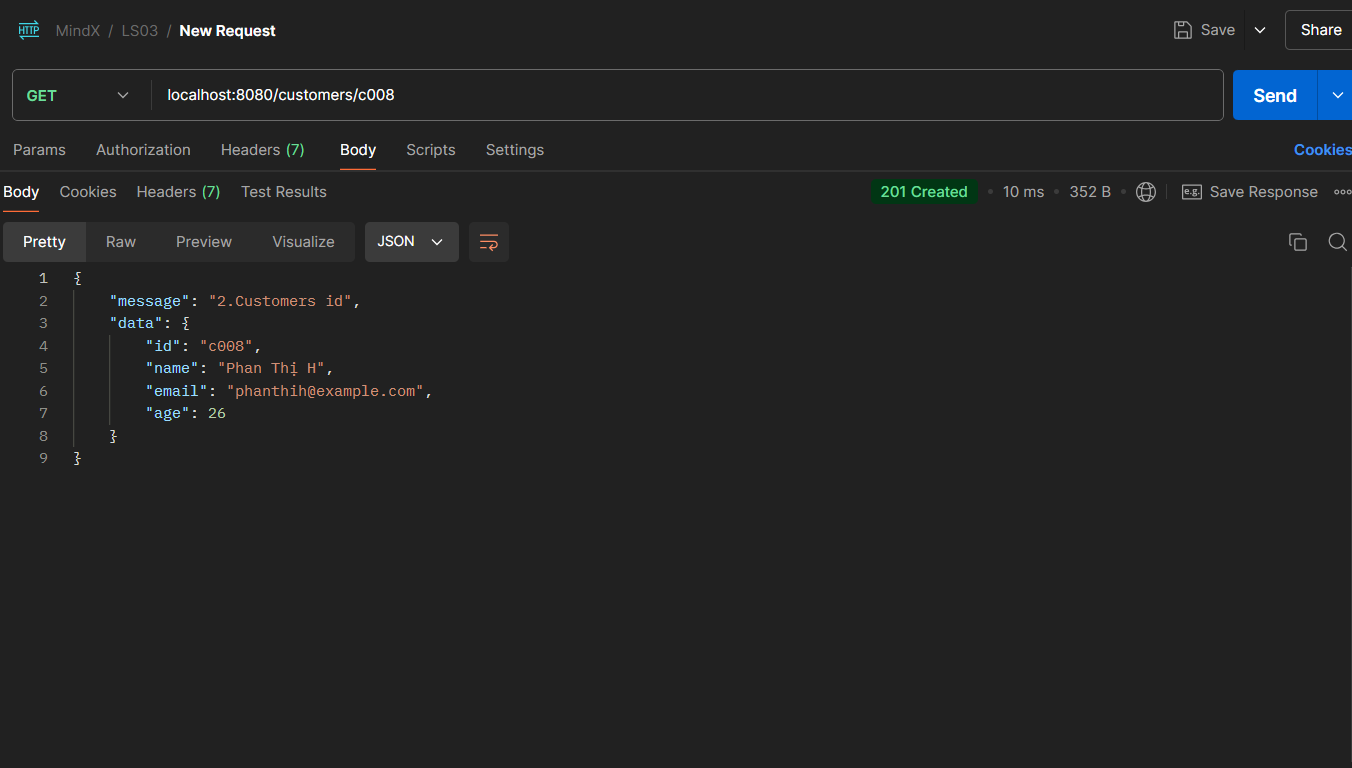 HTTP MindX / LS03 / New Request Save Share
GET localhost:8080/customers/c008 Send
Params Authorization Headers (7) Body Scripts Settings Cookies
Body Cookies Headers (7) Test Results 201 Created • 10 ms • 352 B • e.g. Save Response
Pretty Raw Preview Visualize JSON
1 {
2 "message": "2.Customers id",
3 "data": {
4 "id": "c008",
5 "name": "Phan Thị H",
6 "email": "phanthih@example.com",
7 "age": 26
8 }
9 }